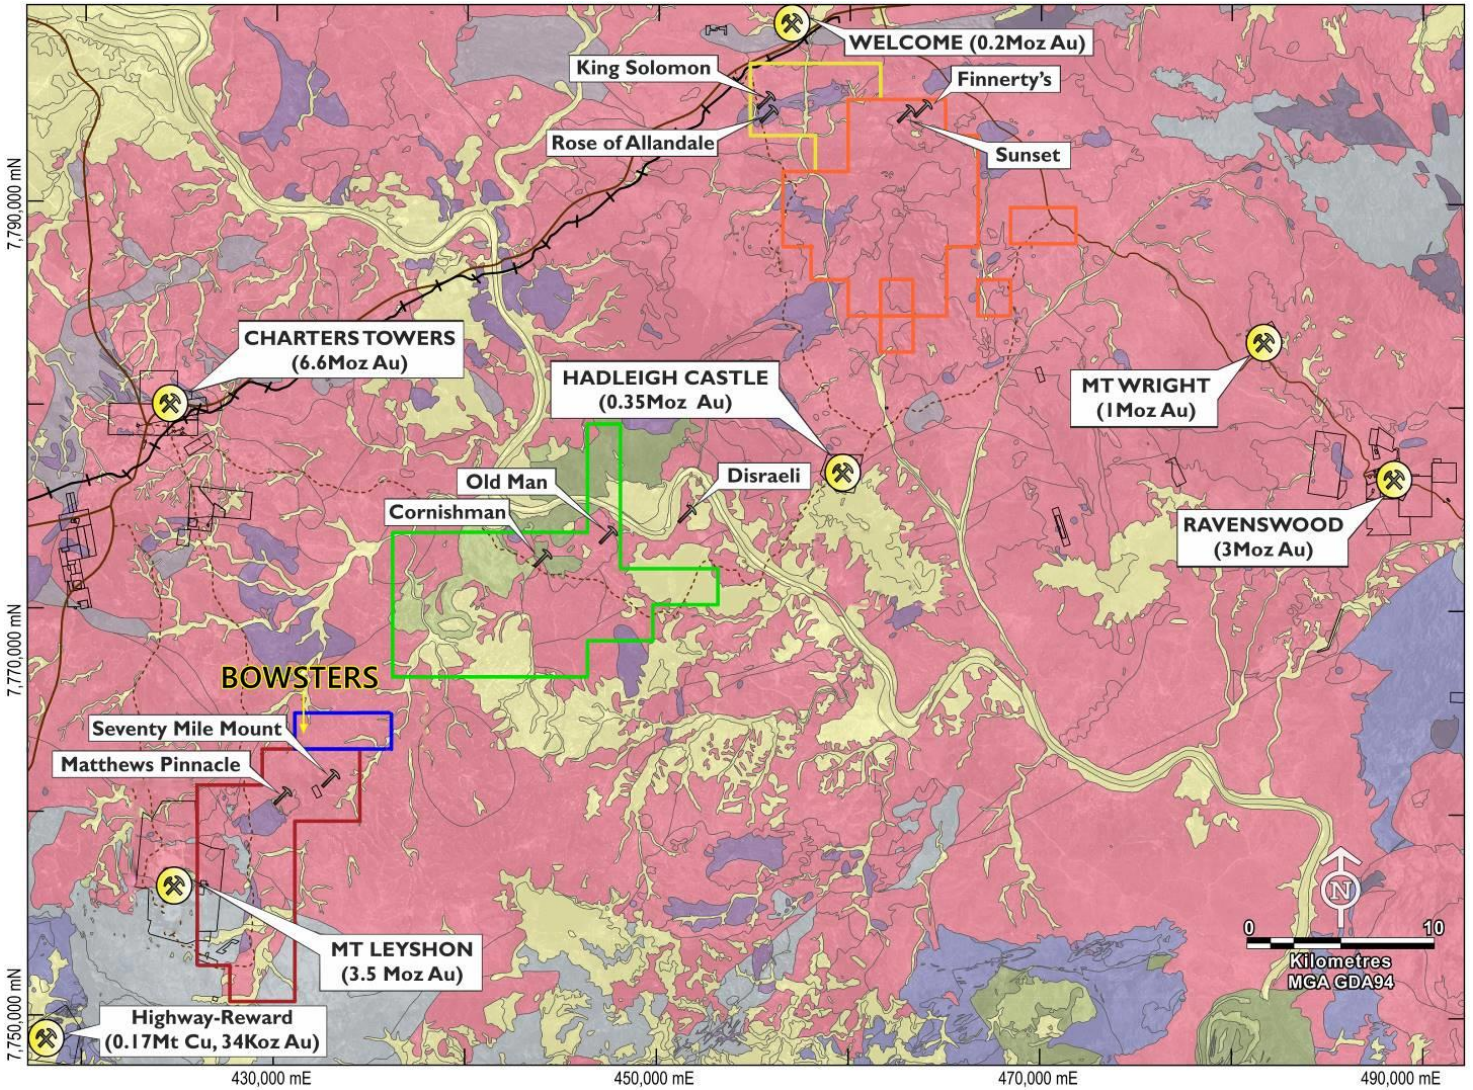 WELCOME (0.2Moz Au)
King Solomon
Finnerty's
Rose of Allandale
Sunset
7,790,000 mN
CHARTERS TOWERS
(6.6Moz Au)
HADLEIGH CASTLE
(0.35Moz Au)
MT WRIGHT
(1Moz Au)
Old Man
Disraeli
Cornishman
RAVENSWOOD
(3Moz Au)
7,770,000 mN
BOWSTERS
Seventy Mile Mount
Matthews Pinnacle
MT LEYSHON
(3.5 Moz Au)
N
0 10
Kilometres
MGA GDA94
7,750,000 mN
Highway-Reward
(0.17Mt Cu, 34Koz Au)
430,000 mE
450,000 mE
470,000 mE
490,000 mE